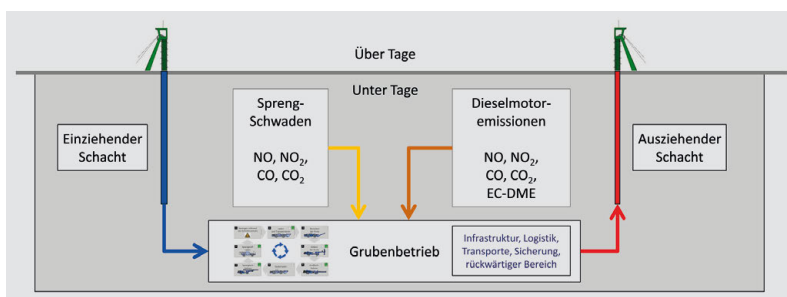 Über Tage
Unter Tage
Einziehender
Schacht
Spreng-
Schwaden
NO, NO₂,
CO, CO₂
Dieselmotor-
emissionen
NO, NO₂,
CO, CO₂,
EC-DME
Ausziehender
Schacht
Grubenbetrieb
Infrastruktur, Logistik,
Transporte, Sicherung,
rückwärtiger Bereich